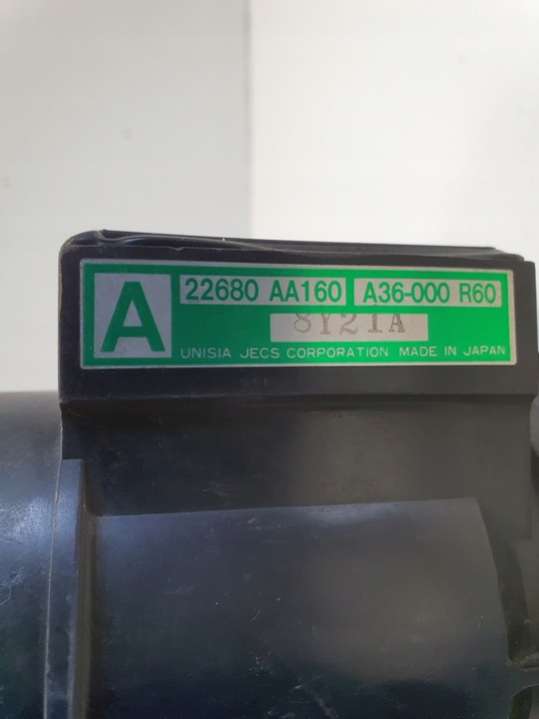 A
22680 AA160 A36-000 R60
8Y21A
UNISIA JECS CORPORATION MADE IN JAPAN